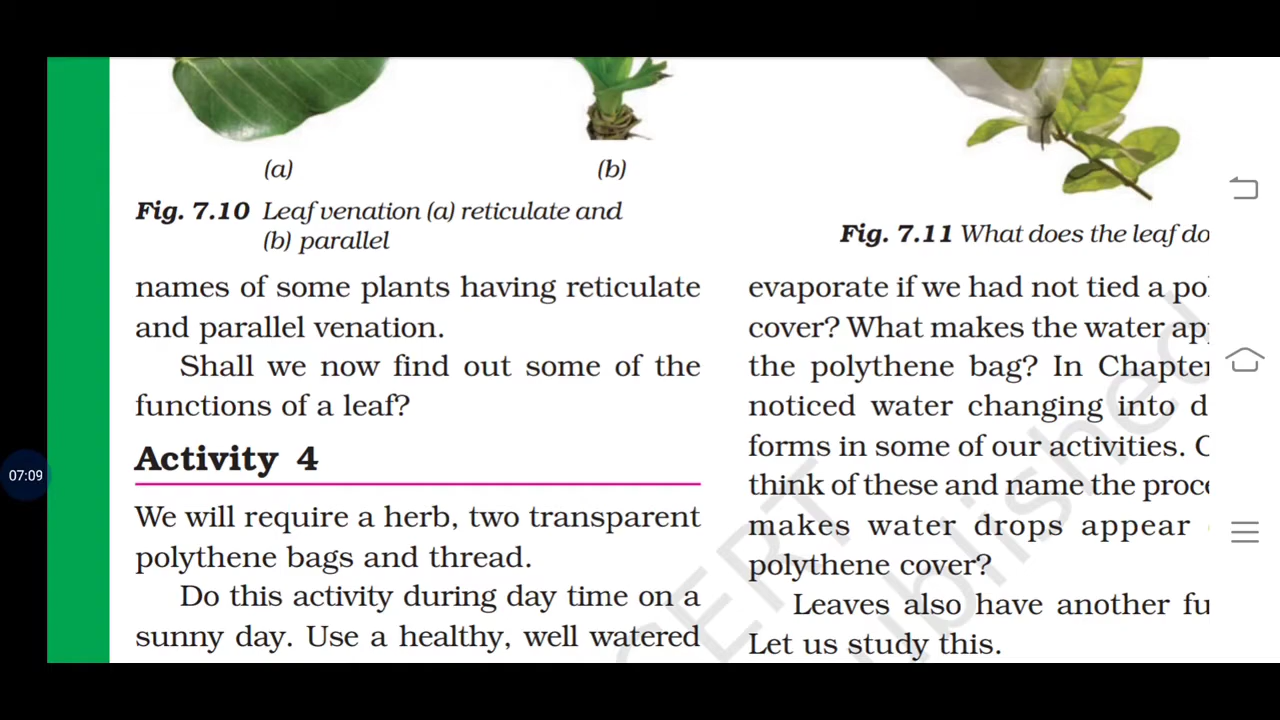 (a)
(b)
Fig. 7.10 Leaf venation (a) reticulate and
(b) parallel
names of some plants having reticulate
and parallel venation.
Shall we now find out some of the
functions of a leaf?
Activity 4
We will require a herb, two transparent
polythene bags and thread.
Do this activity during day time on a
sunny day. Use a healthy, well watered
Fig. 7.11 What does the leaf do
evaporate if we had not tied a
cover? What makes the water
the polythene bag? In Chapter
noticed water changing into
forms in some of our activities.
think of these and name the
makes water drops appear
polythene cover?
Leaves also have another
Let us study this.
07:09